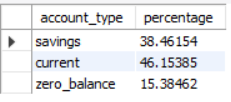 account_type percentage
savings 38.46154
current 46.15385
zero_balance 15.38462